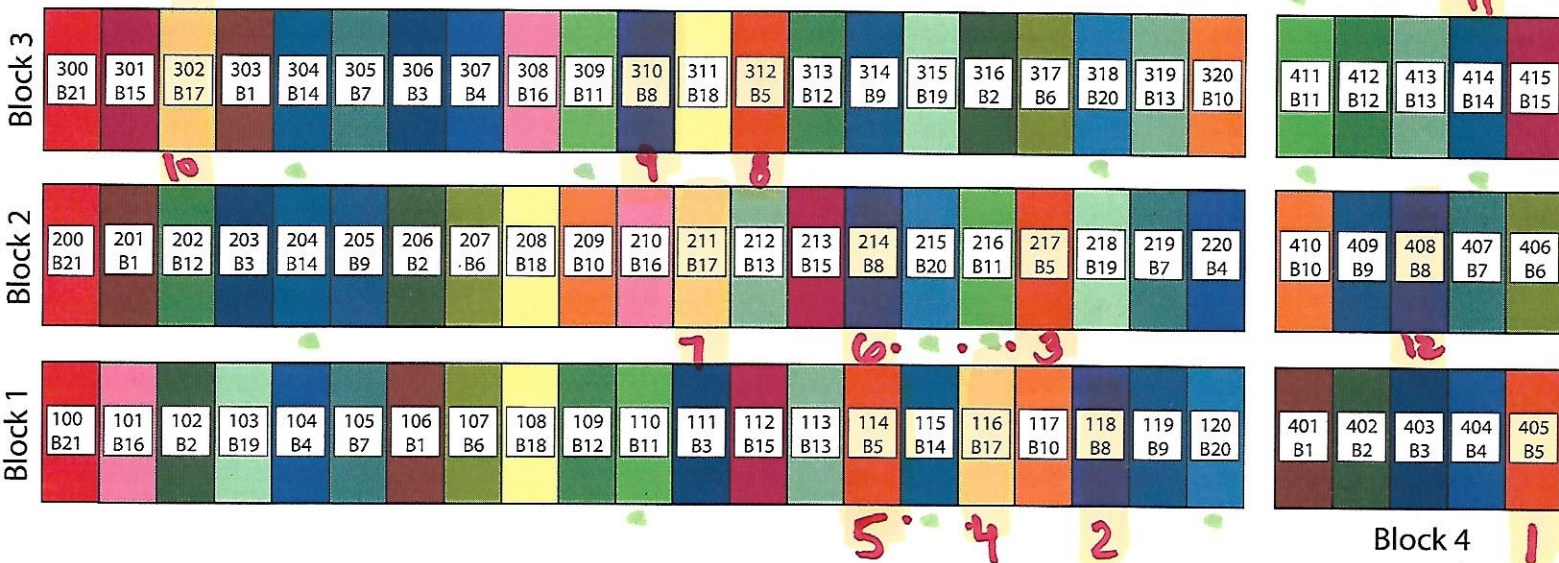 11
Block 3
300 301 302 303 304 305 306 307 308 309 310 311 312 313 314 315 316 317 318 319 320
B21 B15 B17 B1 B14 B7 B3 B4 B16 B11 B8 B18 B5 B12 B9 B19 B2 B6 B20 B13 B10
411 412 413 414 415
B11 B12 B13 B14 B15
10 9 8
Block 2
200 201 202 203 204 205 206 207 208 209 210 211 212 213 214 215 216 217 218 219 220
B21 B1 B12 B3 B14 B9 B2 B6 B18 B10 B16 B17 B13 B15 B8 B20 B11 B5 B19 B7 B4
410 409 408 407 406
B10 B9 B8 B7 B6
7 6 3 12
Block 1
100 101 102 103 104 105 106 107 108 109 110 111 112 113 114 115 116 117 118 119 120
B21 B16 B2 B19 B4 B7 B1 B6 B18 B12 B11 B3 B15 B13 B5 B14 B17 B10 B8 B9 B20
401 402 403 404 405
B1 B2 B3 B4 B5
5 4 2 1
Block 4